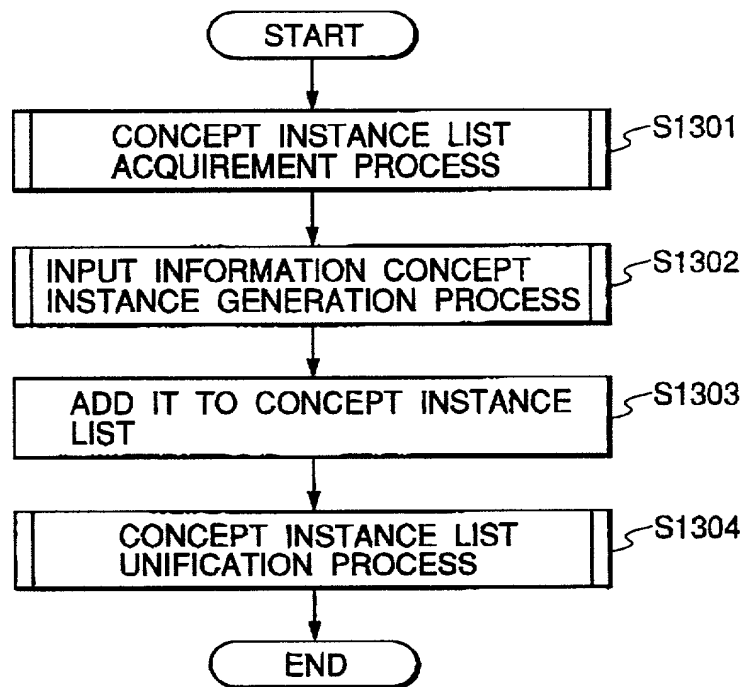 START
CONCEPT INSTANCE LIST
ACQUIREMENT PROCESS
S1301
INPUT INFORMATION CONCEPT
INSTANCE GENERATION PROCESS
S1302
ADD IT TO CONCEPT INSTANCE
LIST
S1303
CONCEPT INSTANCE LIST
UNIFICATION PROCESS
S1304
END